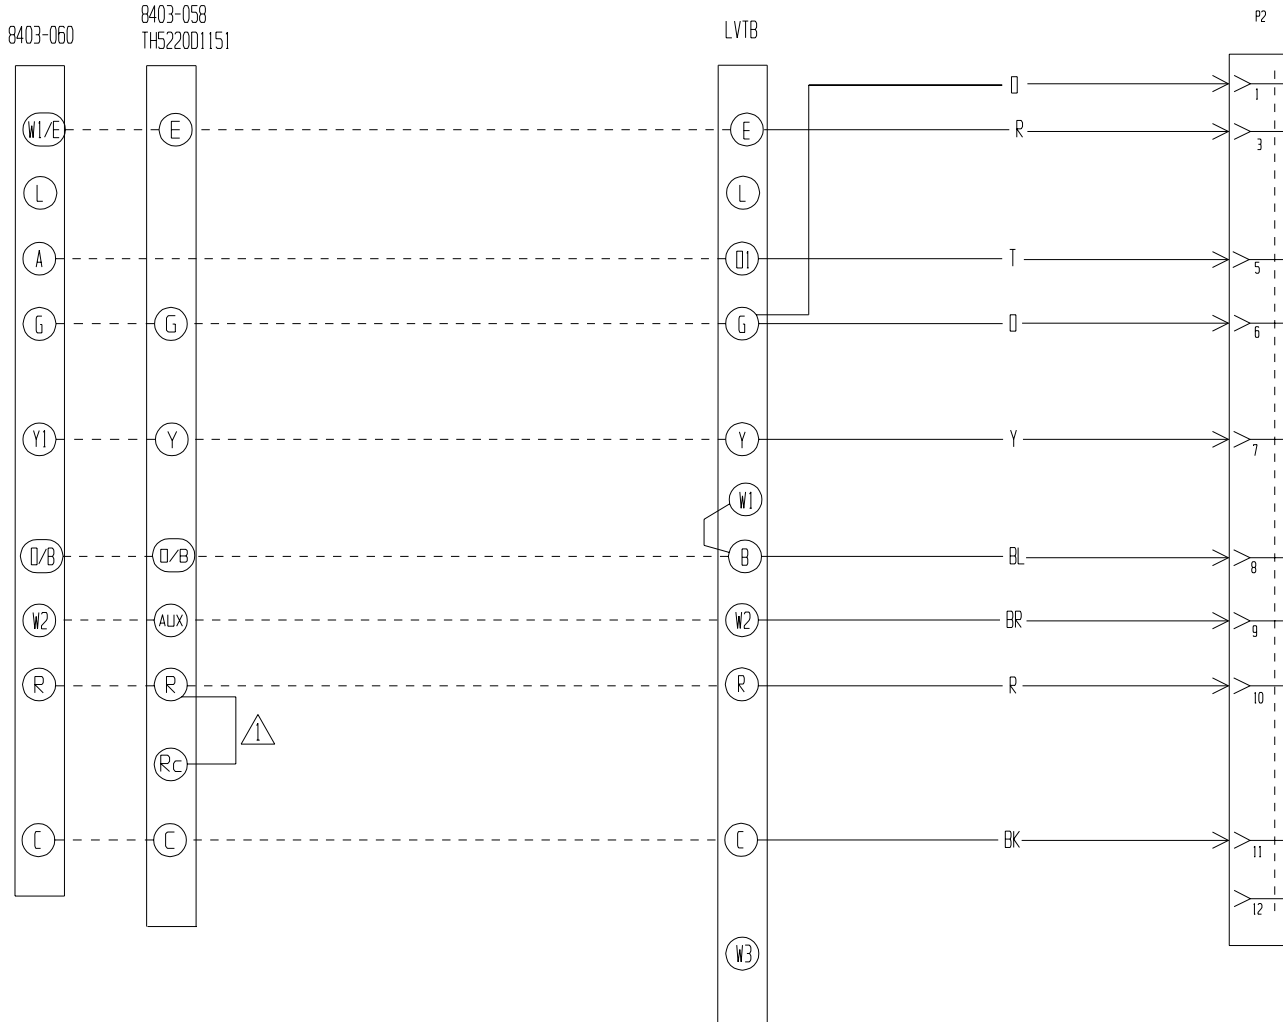 8403-060
8403-058
TH5220D1151
LVTB
P2
O
1
W1/E
E
E
R
3
L
L
A
O1
T
5
G
G
G
O
6
Y1
Y
Y
Y
7
W1
O/B
O/B
B
BL
8
W2
AUX
W2
BR
9
R
R
R
R
10
1
Rc
C
C
C
BK
11
12
W3